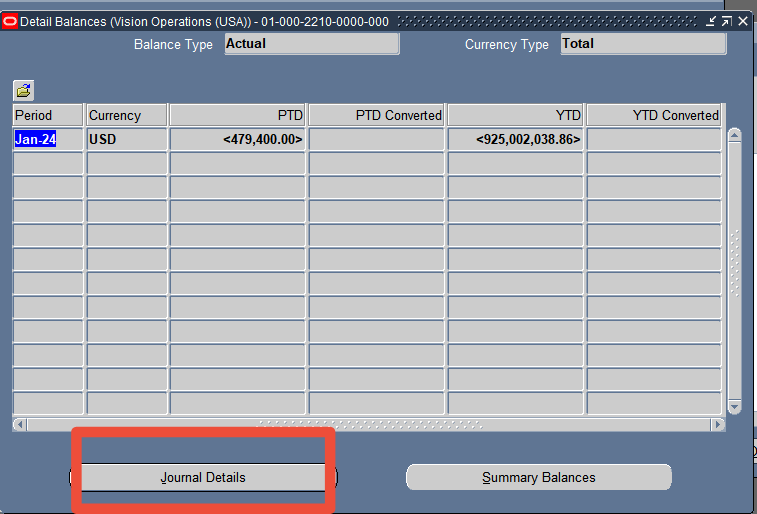 Detail Balances (Vision Operations (USA)) - 01-000-2210-0000-000
Balance Type Actual Currency Type Total
Period Currency PTD PTD Converted YTD YTD Converted
Jan-24 USD <479,400.00> <925,002,038.86>
Journal Details Summary Balances